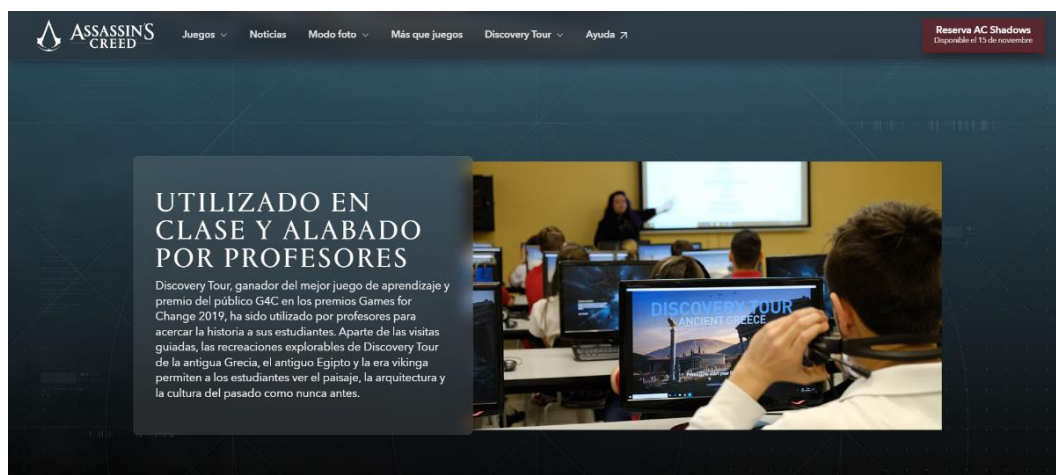 ASSASSIN'S
CREED
Juegos
Noticias
Modo foto
Más que juegos
Discovery Tour
Ayuda
Reserva AC Shadows
Disponible el 15 de noviembre
UTILIZADO EN
CLASE Y ALABADO
POR PROFESORES
Discovery Tour, ganador del mejor juego de aprendizaje y
premio del público G4C en los premios Games for
Change 2019, ha sido utilizado por profesores para
acercar la historia a sus estudiantes. Aparte de las visitas
guiadas, las recreaciones explorables de Discovery Tour
de la antigua Grecia, el antiguo Egipto y la era vikinga
permiten a los estudiantes ver el paisaje, la arquitectura y
la cultura del pasado como nunca antes.
DISCOVERY TOUR
ANCIENT GREECE